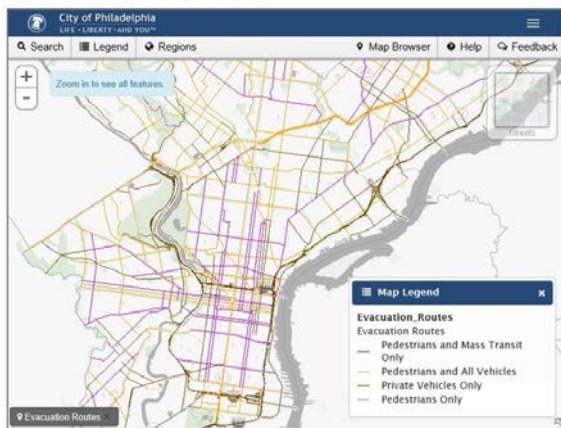 City of Philadelphia
LIFE • LIBERTY • AND YOU™
Search Legend Regions Map Browser Help Feedback
+
Zoom in to see all features.
-
Streets
Map Legend ×
Evacuation_Routes
Evacuation Routes
Pedestrians and Mass Transit
Only
Pedestrians and All Vehicles
Private Vehicles Only
Pedestrians Only
Evacuation Routes ×